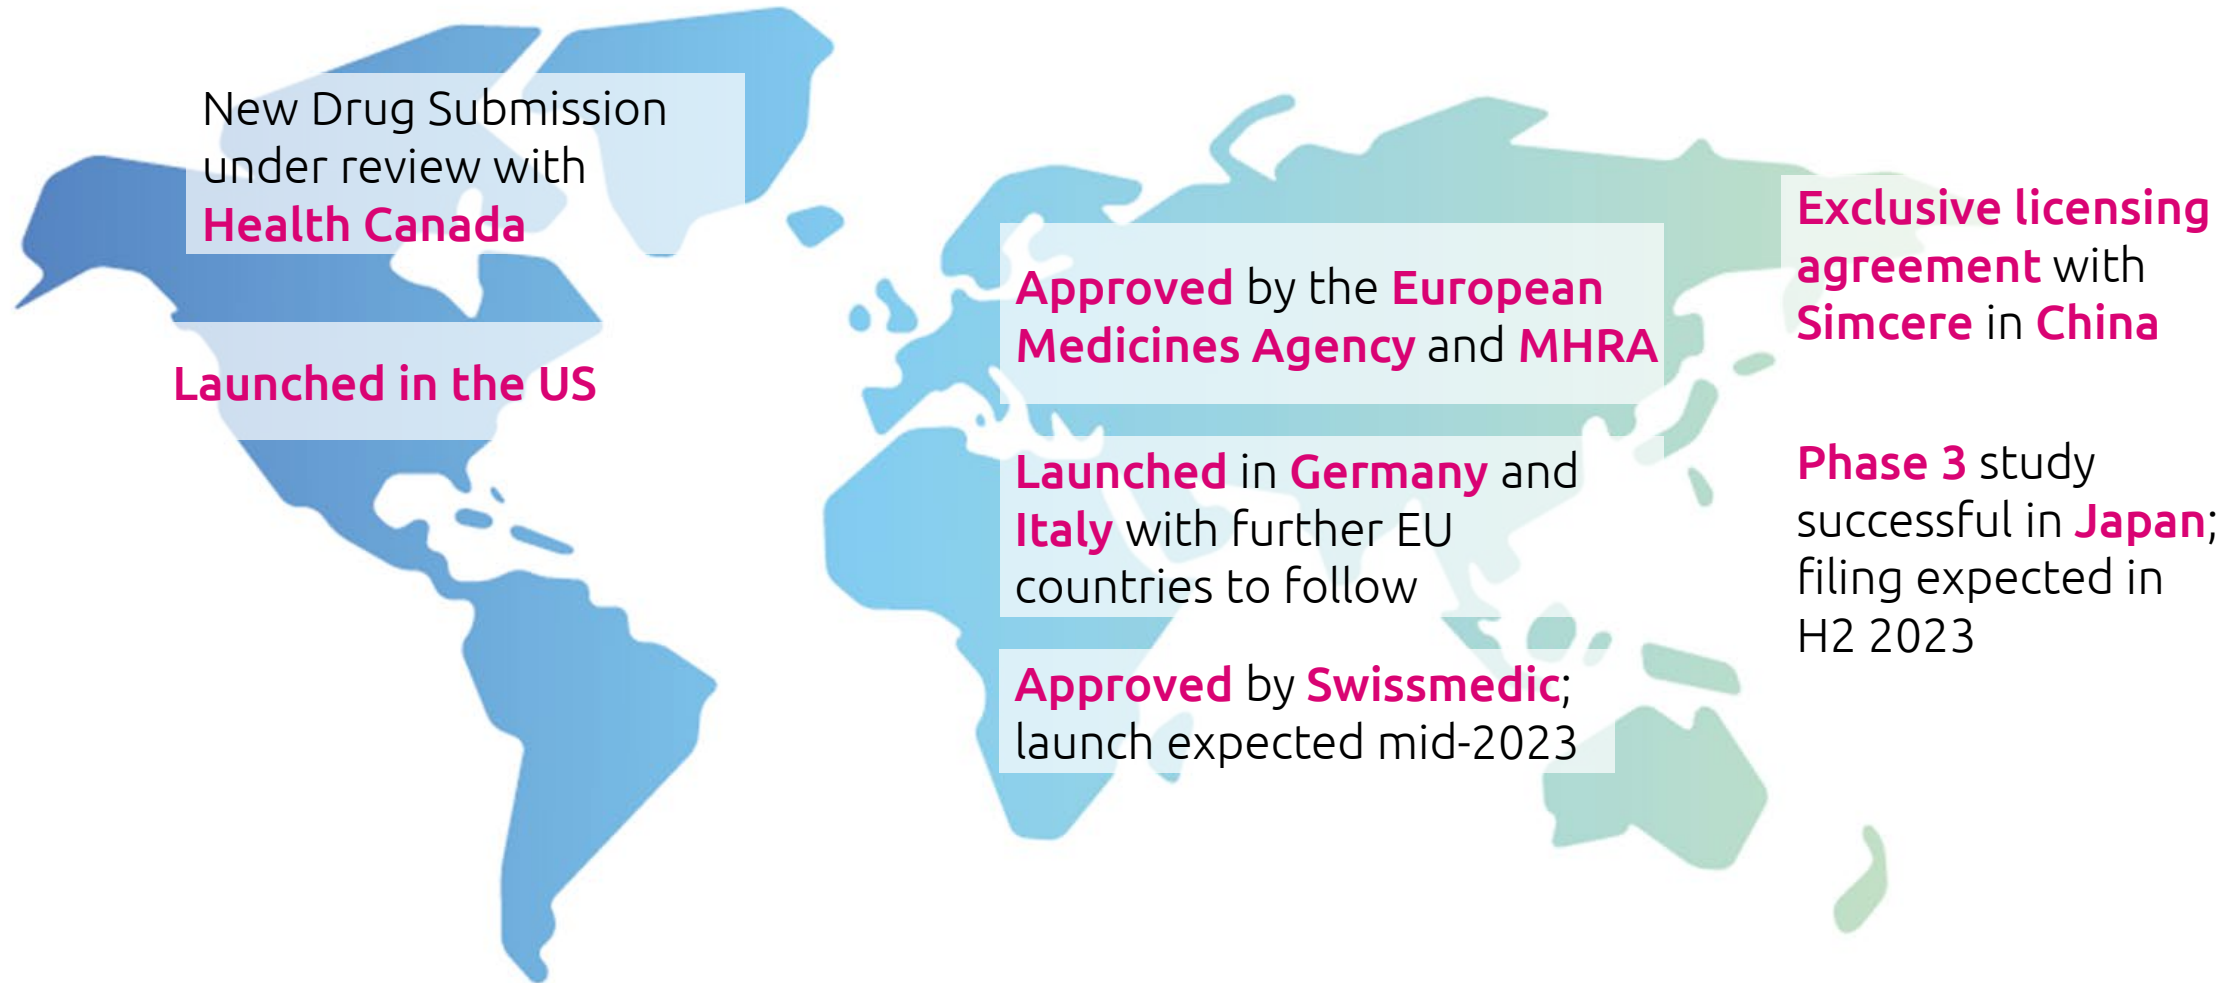 New Drug Submission
under review with
Health Canada
Launched in the US
Approved by the European
Medicines Agency and MHRA
Launched in Germany and
Italy with further EU
countries to follow
Approved by Swissmedic;
launch expected mid-2023
Exclusive licensing
agreement with
Simcere in China
Phase 3 study
successful in Japan;
filing expected in
H2 2023